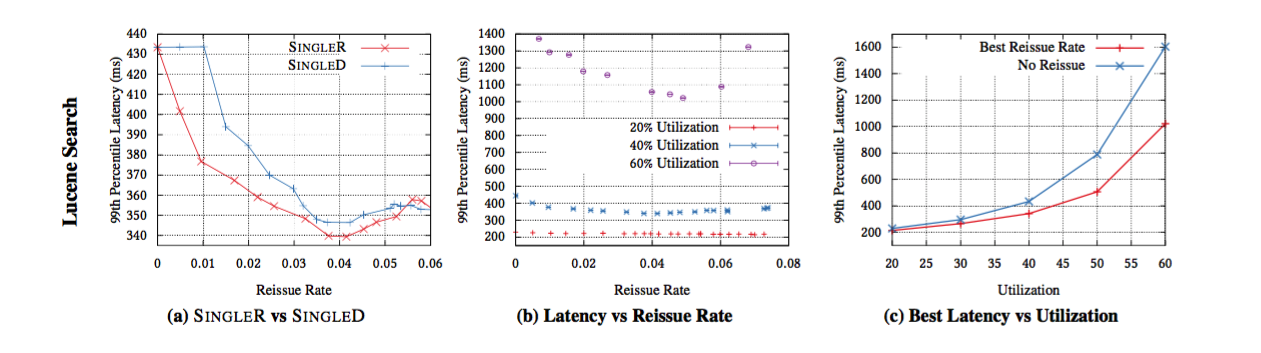 Lucene Search
99th Percentile Latency (ms)
440
430
420
410
400
390
380
370
360
350
340
SINGLER
SINGLED
0 0.01 0.02 0.03 0.04 0.05 0.06
Reissue Rate
(a) SINGLER vs SINGLED
99th Percentile Latency (ms)
1400
1300
1200
1100
1000
900
800
700
600
500
400
300
200
20% Utilization
40% Utilization
60% Utilization
0 0.02 0.04 0.06 0.08
Reissue Rate
(b) Latency vs Reissue Rate
99th Percentile Latency (ms)
1600
1400
1200
1000
800
600
400
200
Best Reissue Rate
No Reissue
20 25 30 35 40 45 50 55 60
Utilization
(c) Best Latency vs Utilization